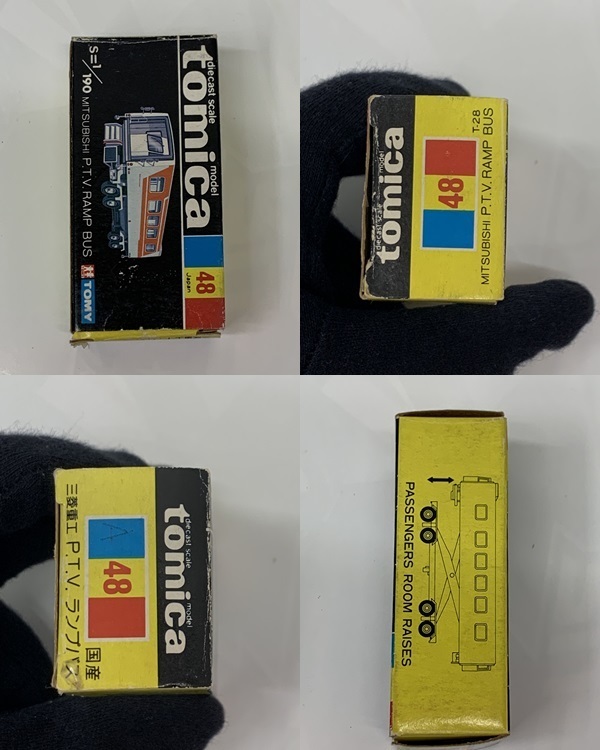 diecast scale
model
tomica
S=1/190 MITSUBISHI P.T.V. RAMP BUS
48
Japan
TOMY
diecast scale
model
tomica
48
T-28
MITSUBISHI P.T.V. RAMP BUS
diecast scale
model
tomica
A
48
三菱重工 P.T.V. ランプバス
国産
PASSENGERS ROOM RAISES